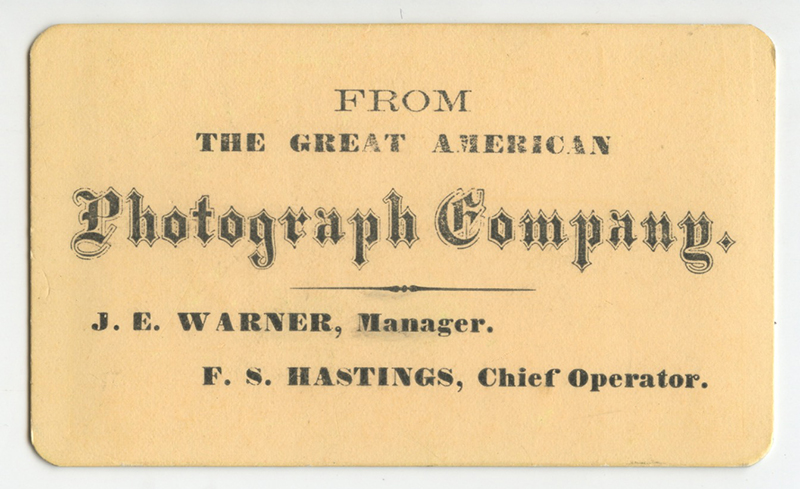 FROM
THE GREAT AMERICAN
Photograph Company.
J. E. WARNER, Manager.
F. S. HASTINGS, Chief Operator.